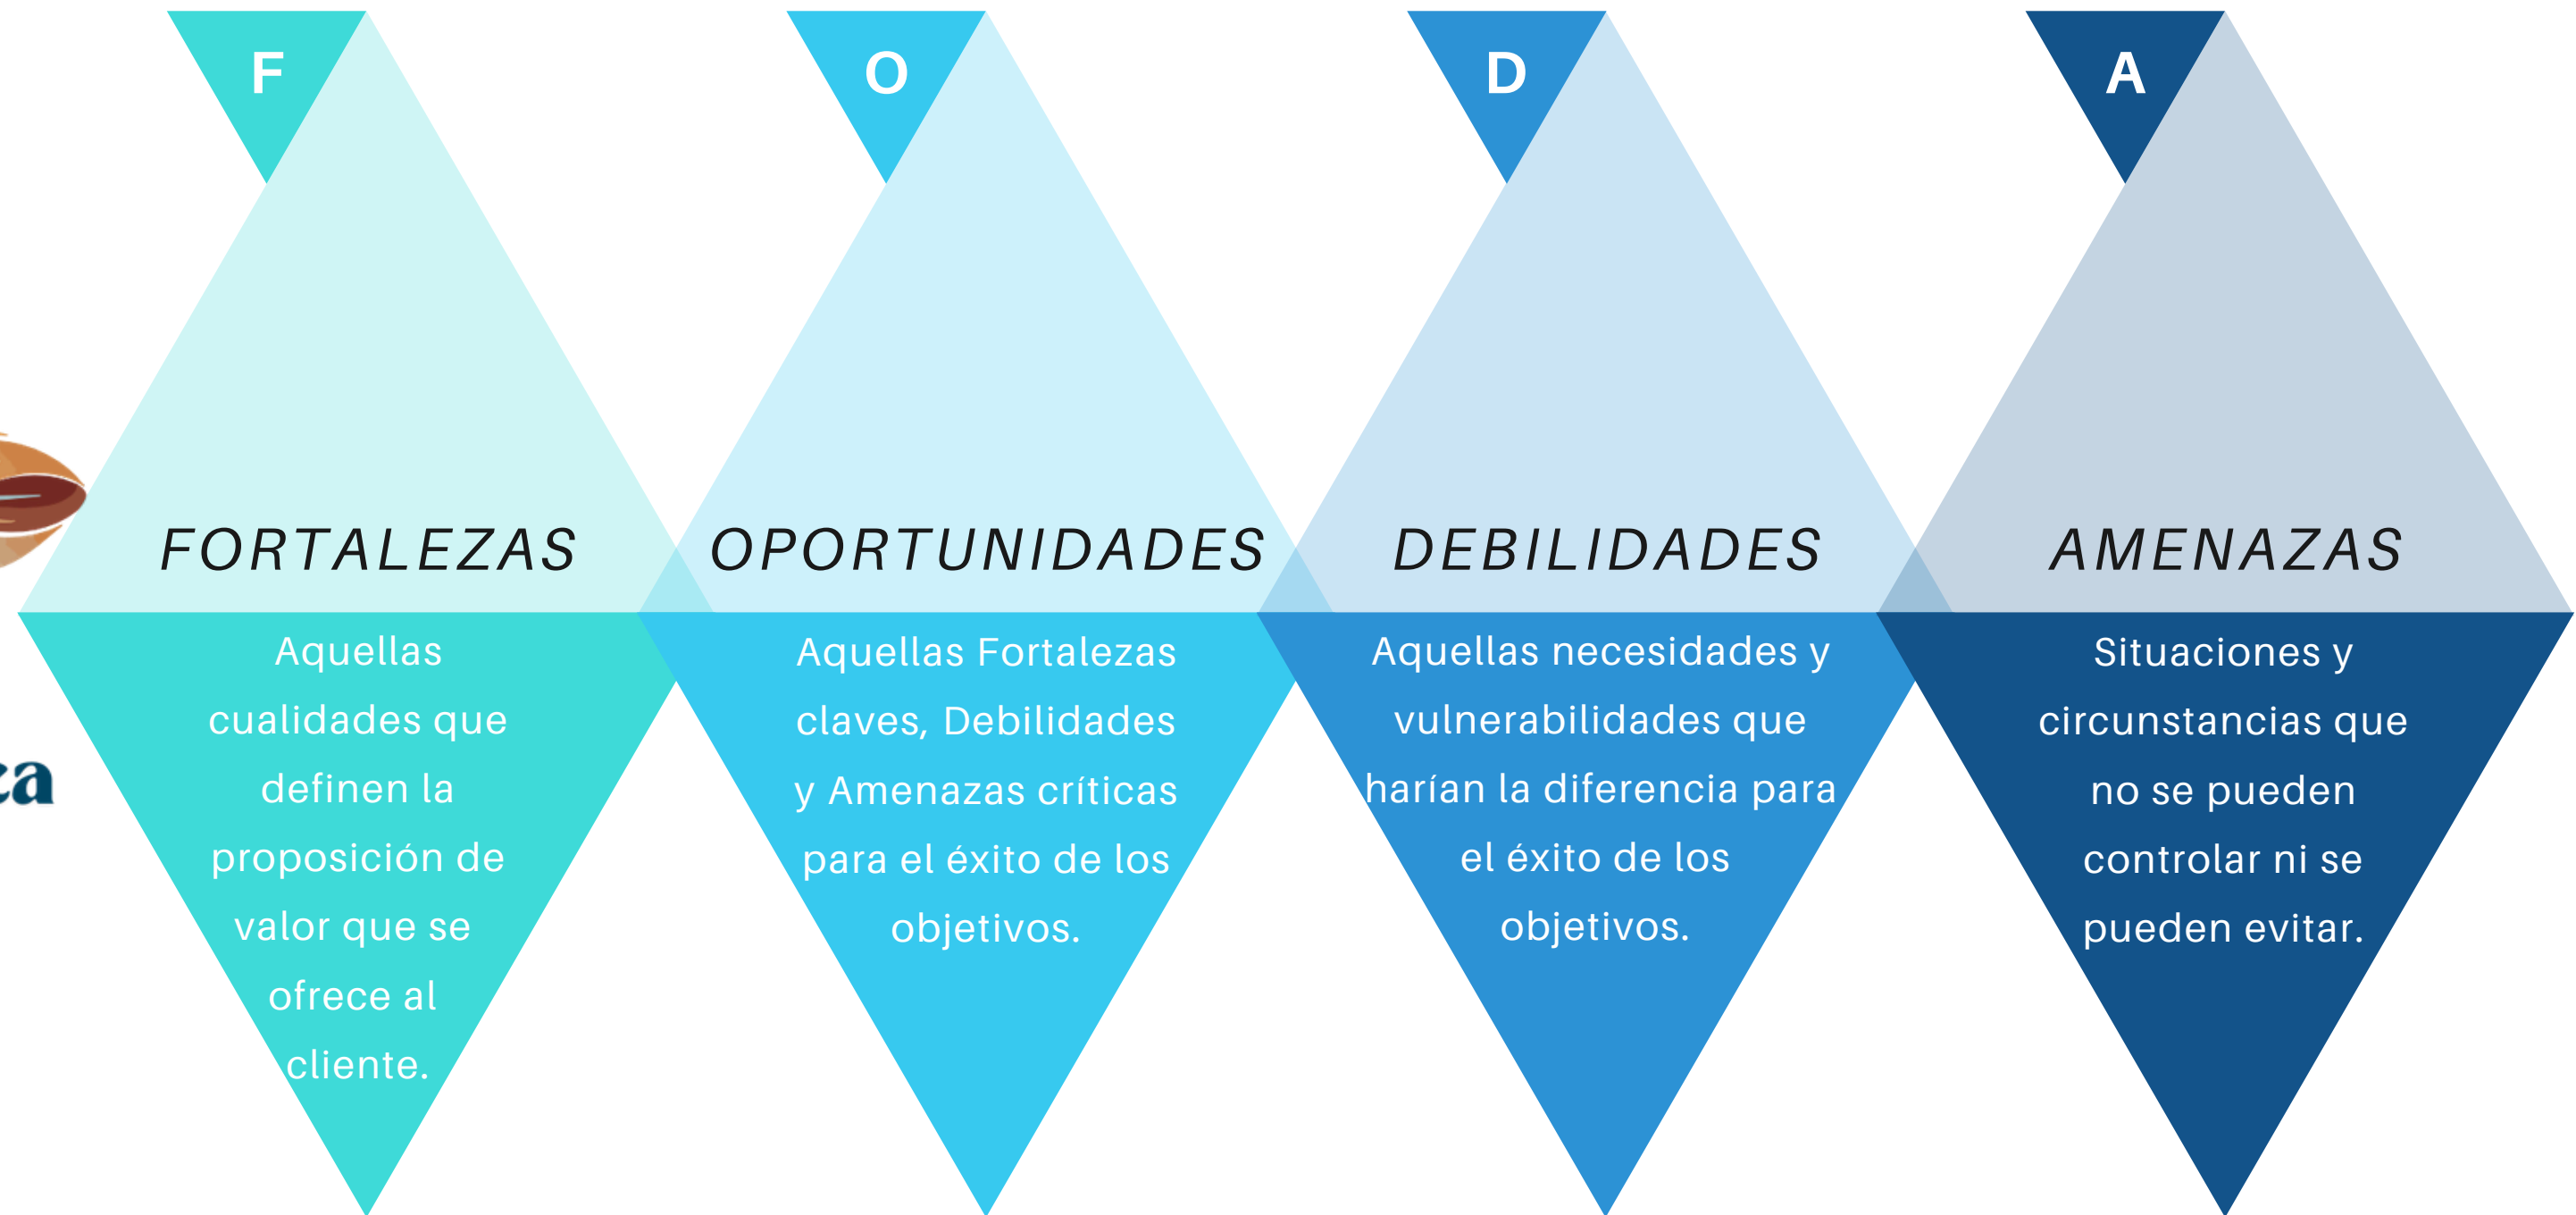 F
FORTALEZAS
Aquellas
cualidades que
definen la
proposición de
valor que se
ofrece al
cliente.
O
OPORTUNIDADES
Aquellas Fortalezas
claves, Debilidades
y Amenazas críticas
para el éxito de los
objetivos.
D
DEBILIDADES
Aquellas necesidades y
vulnerabilidades que
harían la diferencia para
el éxito de los
objetivos.
A
AMENAZAS
Situaciones y
circunstancias que
no se pueden
controlar ni se
pueden evitar.